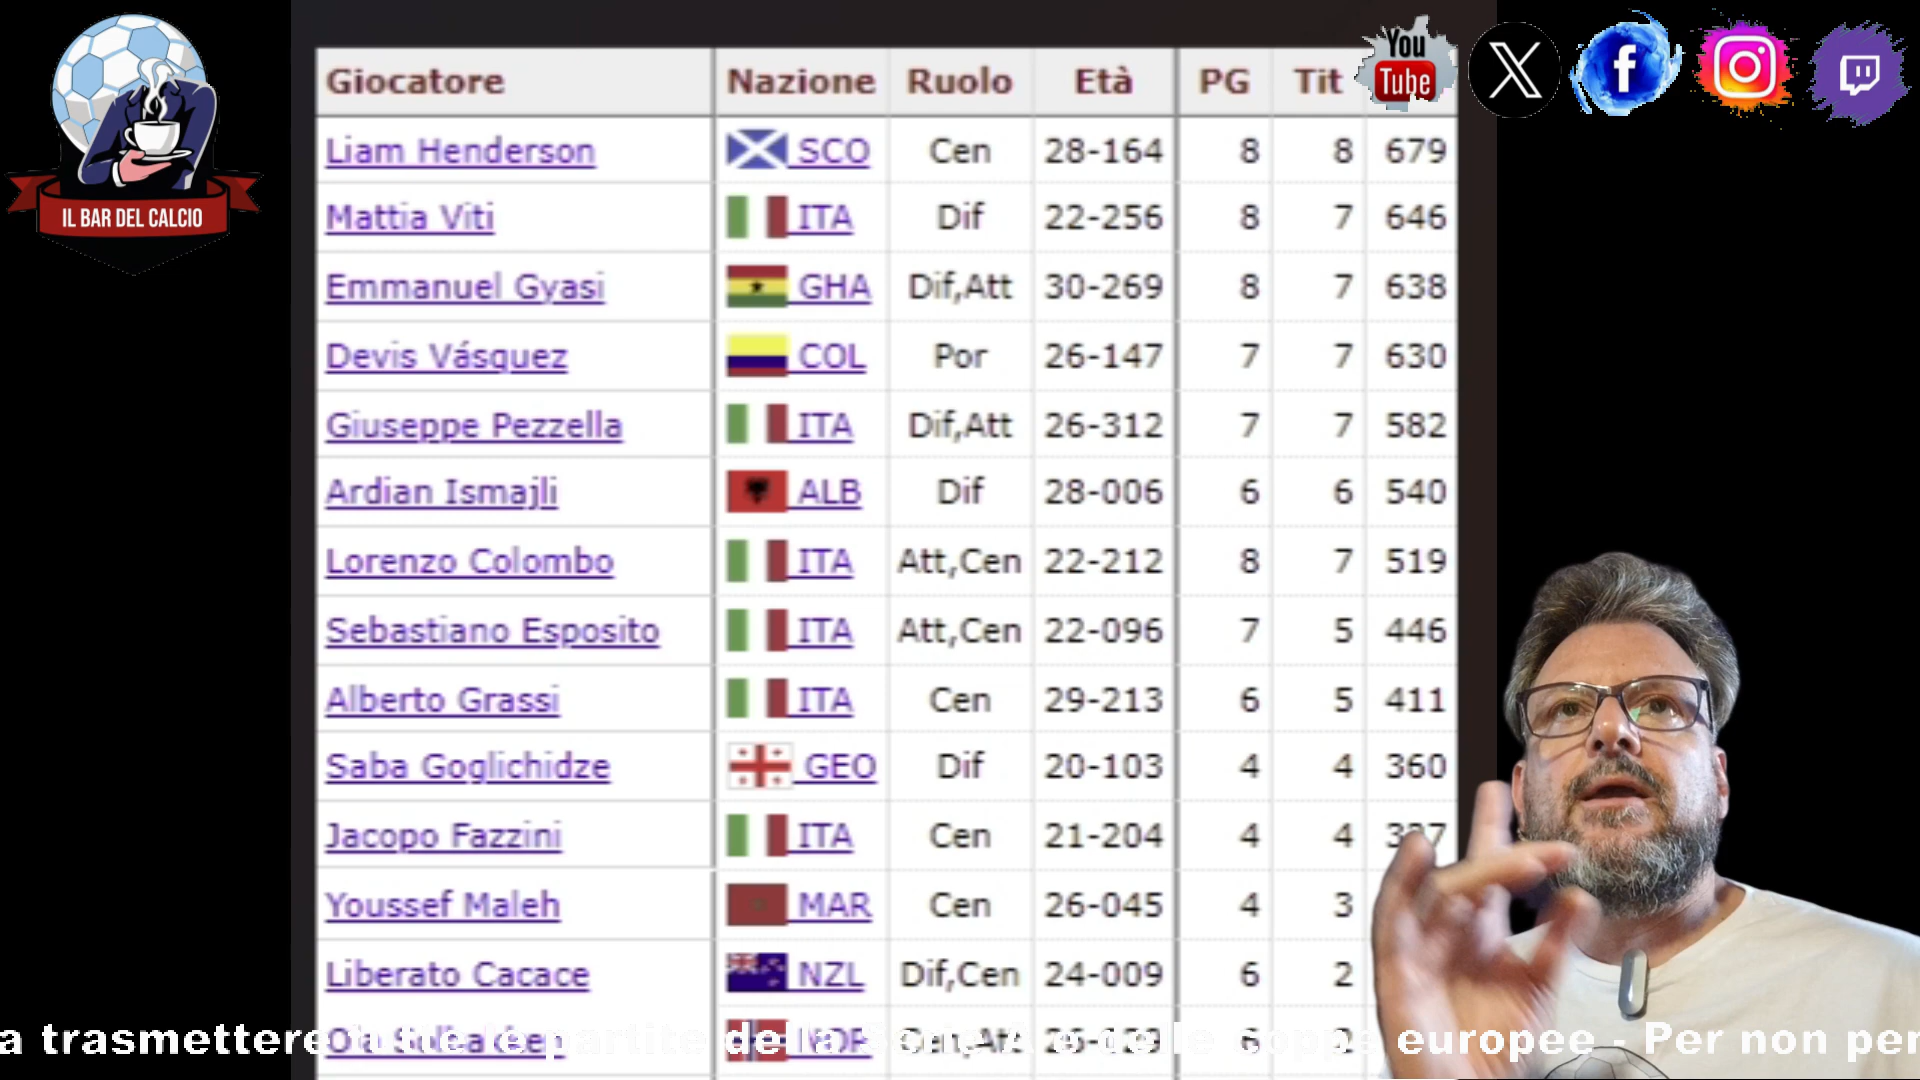 Giocatore Nazione Ruolo Età PG Tit
You
Tube
IL BAR DEL CALCIO
Liam Henderson SCO Cen 28-164 8 8 679
Mattia Viti ITA Dif 22-256 8 7 646
Emmanuel Gyasi GHA Dif,Att 30-269 8 7 638
Devis Vásquez COL Por 26-147 7 7 630
Giuseppe Pezzella ITA Dif,Att 26-312 7 7 582
Ardian Ismajli ALB Dif 28-006 6 6 540
Lorenzo Colombo ITA Att,Cen 22-212 8 7 519
Sebastiano Esposito ITA Att,Cen 22-096 7 5 446
Alberto Grassi ITA Cen 29-213 6 5 411
Saba Goglichidze GEO Dif 20-103 4 4 360
Jacopo Fazzini ITA Cen 21-204 4 4
Youssef Maleh MAR Cen 26-045 4 3
Liberato Cacace NZL Dif,Cen 24-009 6 2
a trasmettere tutte le partite della Serie A e delle coppe europee - Per non per